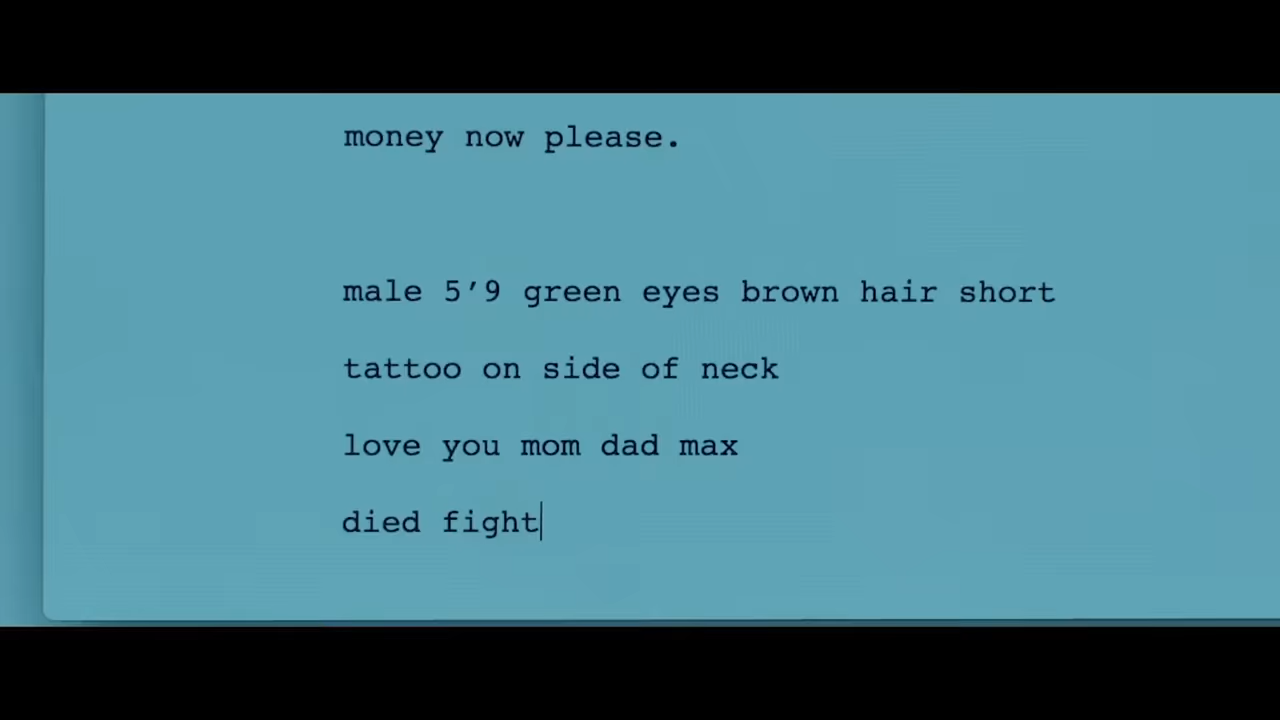 money now please.
male 5'9 green eyes brown hair short
tattoo on side of neck
love you mom dad max
died fight